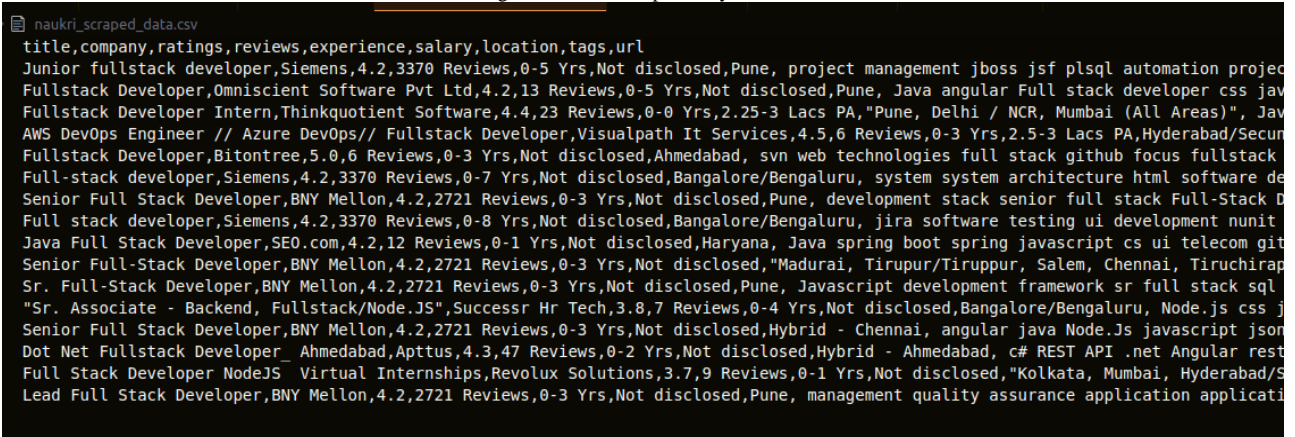 naukri_scraped_data.csv
title,company,ratings,reviews,experience,salary,location,tags,url
Junior fullstack developer,Siemens,4.2,3370 Reviews,0-5 Yrs,Not disclosed,Pune, project management jboss jsf plsql automation projec
Fullstack Developer,Omniscient Software Pvt Ltd,4.2,13 Reviews,0-5 Yrs,Not disclosed,Pune, Java angular Full stack developer css jav
Fullstack Developer Intern,Thinkquotient Software,4.4,23 Reviews,0-0 Yrs,2.25-3 Lacs PA,"Pune, Delhi / NCR, Mumbai (All Areas)", Jav
AWS DevOps Engineer // Azure DevOps// Fullstack Developer,Visualpath It Services,4.5,6 Reviews,0-3 Yrs,2.5-3 Lacs PA,Hyderabad/Secun
Fullstack Developer,Bitontree,5.0,6 Reviews,0-3 Yrs,Not disclosed,Ahmedabad, svn web technologies full stack github focus fullstack
Full-stack developer,Siemens,4.2,3370 Reviews,0-7 Yrs,Not disclosed,Bangalore/Bengaluru, system system architecture html software de
Senior Full Stack Developer,BNY Mellon,4.2,2721 Reviews,0-3 Yrs,Not disclosed,Pune, development stack senior full stack Full-Stack D
Full stack developer,Siemens,4.2,3370 Reviews,0-8 Yrs,Not disclosed,Bangalore/Bengaluru, jira software testing ui development nunit
Java Full Stack Developer,SEO.com,4.2,12 Reviews,0-1 Yrs,Not disclosed,Haryana, Java spring boot spring javascript cs ui telecom git
Senior Full-Stack Developer,BNY Mellon,4.2,2721 Reviews,0-3 Yrs,Not disclosed,"Madurai, Tirupur/Tiruppur, Salem, Chennai, Tiruchirap
Sr. Full-Stack Developer,BNY Mellon,4.2,2721 Reviews,0-3 Yrs,Not disclosed,Pune, Javascript development framework sr full stack sql
"Sr. Associate - Backend, Fullstack/Node.JS",Successr Hr Tech,3.8,7 Reviews,0-4 Yrs,Not disclosed,Bangalore/Bengaluru, Node.js css j
Senior Full Stack Developer,BNY Mellon,4.2,2721 Reviews,0-3 Yrs,Not disclosed,Hybrid - Chennai, angular java Node.Js javascript json
Dot Net Fullstack Developer_ Ahmedabad,Apttus,4.3,47 Reviews,0-2 Yrs,Not disclosed,Hybrid - Ahmedabad, c# REST API .net Angular rest
Full Stack Developer NodeJS  Virtual Internships,Revolux Solutions,3.7,9 Reviews,0-1 Yrs,Not disclosed,"Kolkata, Mumbai, Hyderabad/S
Lead Full Stack Developer,BNY Mellon,4.2,2721 Reviews,0-3 Yrs,Not disclosed,Pune, management quality assurance application applicati